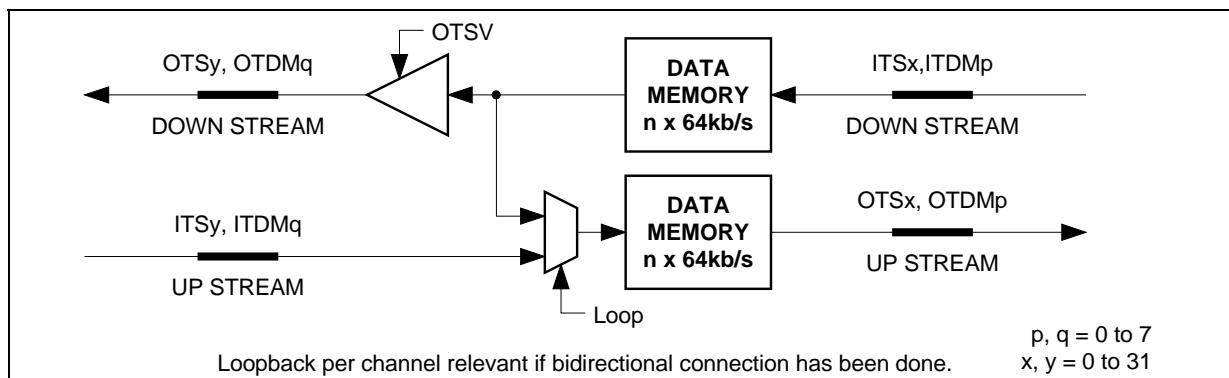 OTSV
OTSy, OTDMq
DOWN STREAM
DATA
MEMORY
n x 64kb/s
ITSx,ITDMp
DOWN STREAM
ITSy, ITDMq
UP STREAM
DATA
MEMORY
n x 64kb/s
OTSx, OTDMp
UP STREAM
Loop
p, q = 0 to 7
Loopback per channel relevant if bidirectional connection has been done.
x, y = 0 to 31